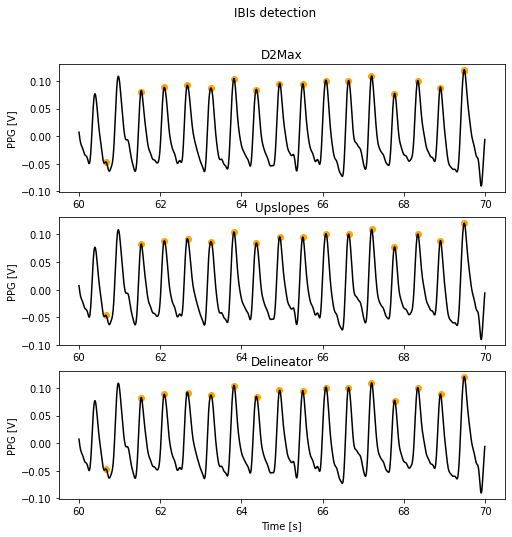 IBIs detection
D2Max
PPG [V]
0.10
0.05
0.00
−0.05
−0.10
60 62 64 66 68 70
Upslopes
PPG [V]
0.10
0.05
0.00
−0.05
−0.10
60 62 64 66 68 70
Delineator
PPG [V]
0.10
0.05
0.00
−0.05
−0.10
60 62 64 66 68 70
Time [s]